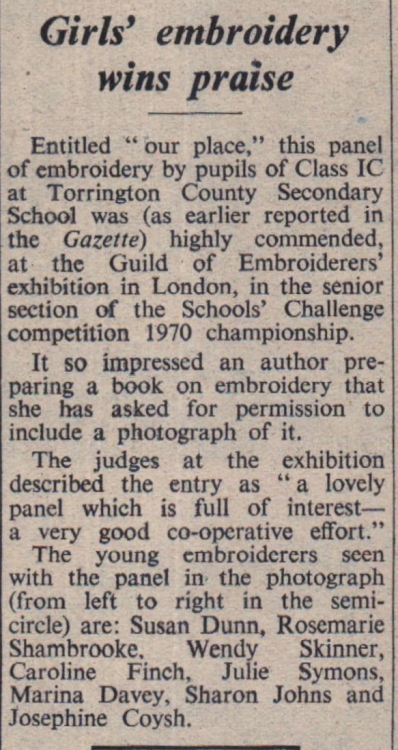 Girls' embroidery
wins praise
Entitled " our place," this panel
of embroidery by pupils of Class IC
at Torrington County Secondary
School was (as earlier reported in
the Gazette) highly commended,
at the Guild of Embroiderers'
exhibition in London, in the senior
section of the Schools' Challenge
competition 1970 championship.
It so impressed an author pre-
paring a book on embroidery that
she has asked for permission to
include a photograph of it.
The judges at the exhibition
described the entry as " a lovely
panel which is full of interest—
a very good co-operative effort."
The young embroiderers seen
with the panel in the photograph
(from left to right in the semi-
circle) are: Susan Dunn, Rosemarie
Shambrooke, Wendy Skinner,
Caroline Finch, Julie Symons,
Marina Davey, Sharon Johns and
Josephine Coysh.